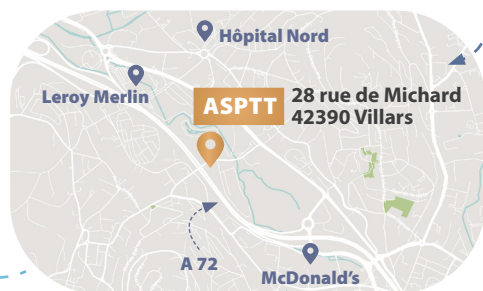 Hôpital Nord
Leroy Merlin
ASPTT
28 rue de Michard
42390 Villars
A 72
McDonald's